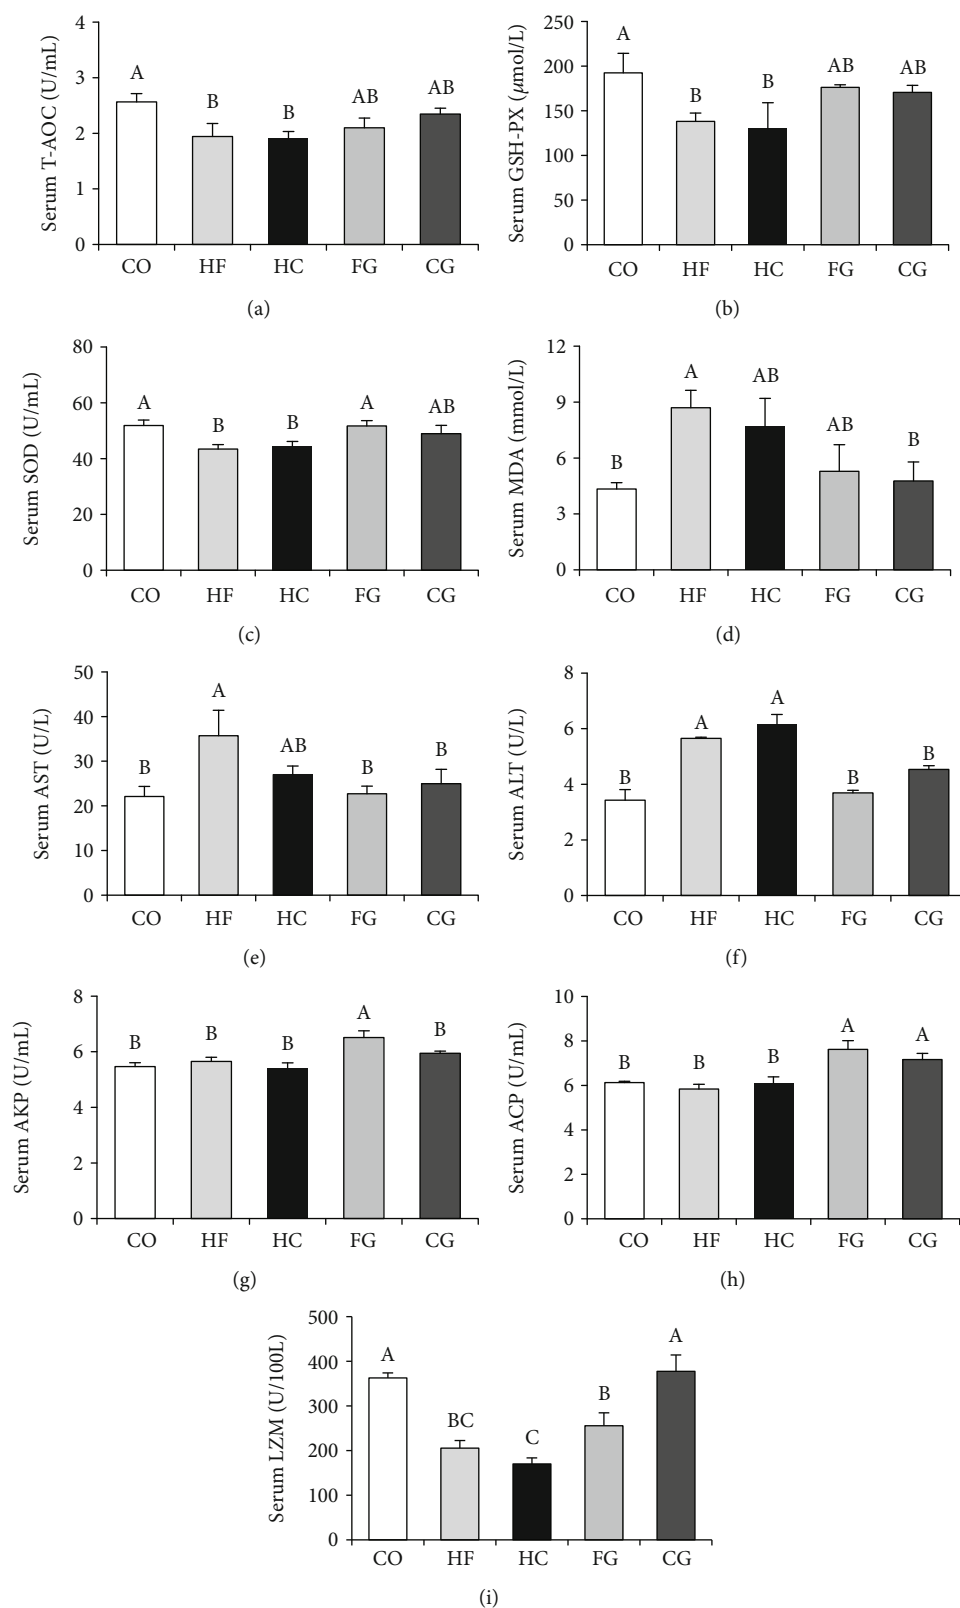 Serum T-AOC (U/mL)
4
3
2
1
0
A
B
B
AB
AB
CO HF HC FG CG
(a)
Serum GSH-PX (μmol/L)
250
200
150
100
50
0
A
B
B
AB
AB
CO HF HC FG CG
(b)
Serum SOD (U/mL)
80
60
40
20
0
A
B
B
A
AB
CO HF HC FG CG
(c)
Serum MDA (mmol/L)
12
9
6
3
0
B
A
AB
AB
B
CO HF HC FG CG
(d)
Serum AST (U/L)
50
40
30
20
10
0
B
A
AB
B
B
CO HF HC FG CG
(e)
Serum ALT (U/L)
8
6
4
2
0
B
A
A
B
B
CO HF HC FG CG
(f)
Serum AKP (U/mL)
8
6
4
2
0
B
B
B
A
B
CO HF HC FG CG
(g)
Serum ACP (U/mL)
10
8
6
4
2
0
B
B
B
A
A
CO HF HC FG CG
(h)
Serum LZM (U/100L)
500
400
300
200
100
0
A
BC
C
B
A
CO HF HC FG CG
(i)